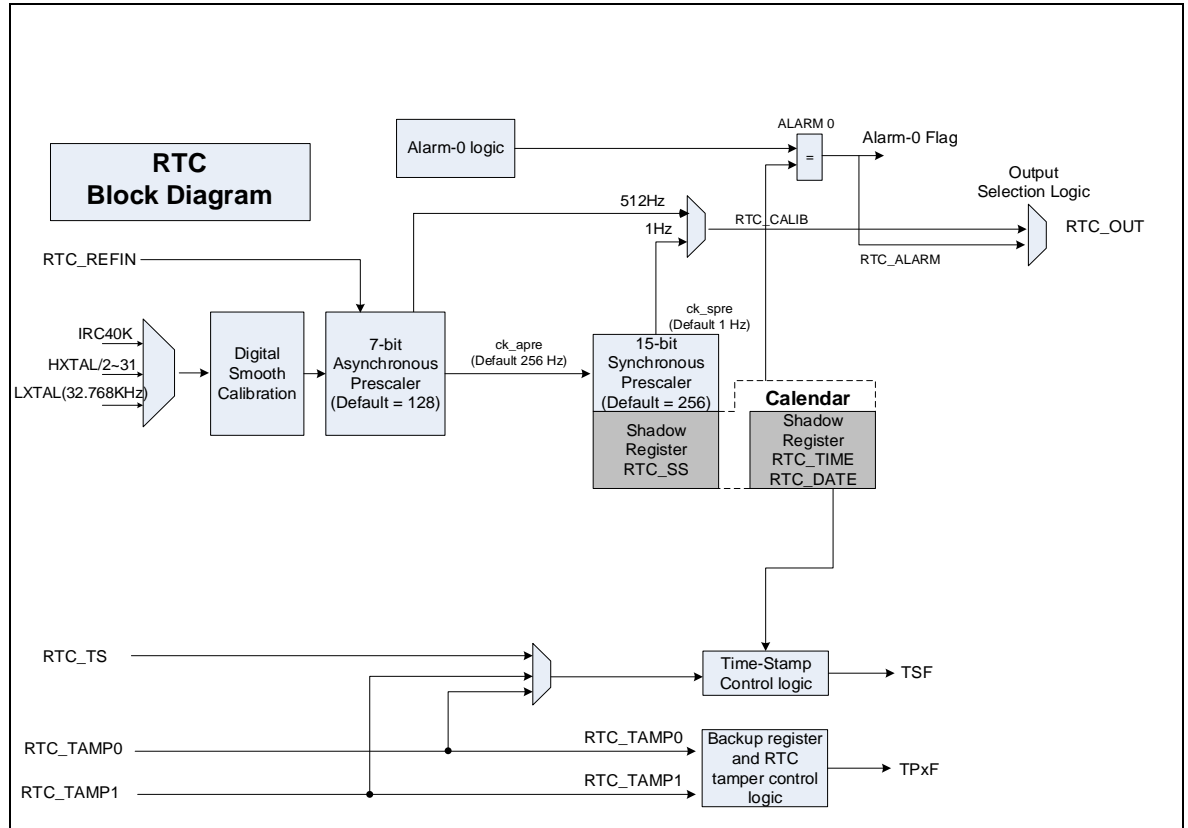 RTC
Block Diagram
Alarm-0 logic
ALARM 0
=
Alarm-0 Flag
Output
Selection Logic
512Hz
1Hz
RTC_CALIB
RTC_OUT
RTC_ALARM
RTC_REFIN
IRC40K
HXTAL/2~31
LXTAL(32.768KHz)
Digital
Smooth
Calibration
7-bit
Asynchronous
Prescaler
(Default = 128)
ck_apre
(Default 256 Hz)
ck_spre
(Default 1 Hz)
15-bit
Synchronous
Prescaler
(Default = 256)
Shadow
Register
RTC_SS
Calendar
Shadow
Register
RTC_TIME
RTC_DATE
RTC_TS
Time-Stamp
Control logic
TSF
RTC_TAMP0
RTC_TAMP0
RTC_TAMP1
RTC_TAMP1
Backup register
and RTC
tamper control
logic
TPxF